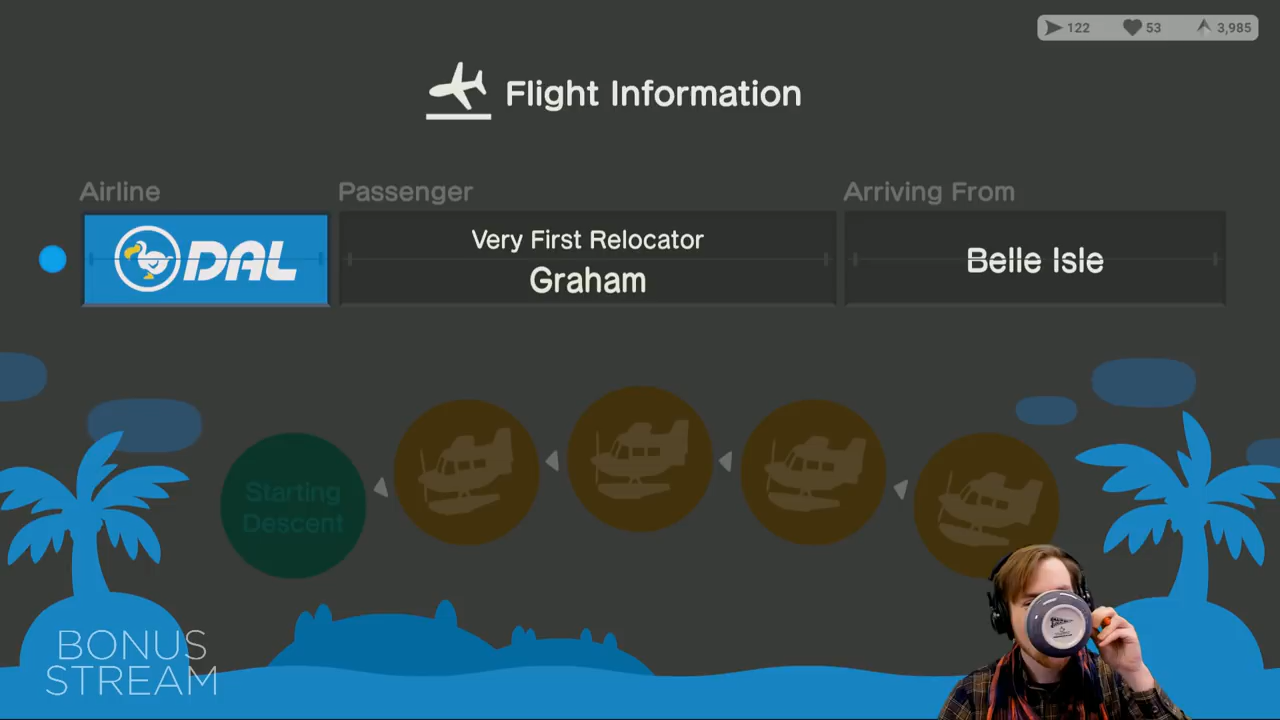 122 53 3,985
Flight Information
Airline Passenger Arriving From
DAL
Very First Relocator
Graham
Belle Isle
Starting
Descent
BONUS
STREAM